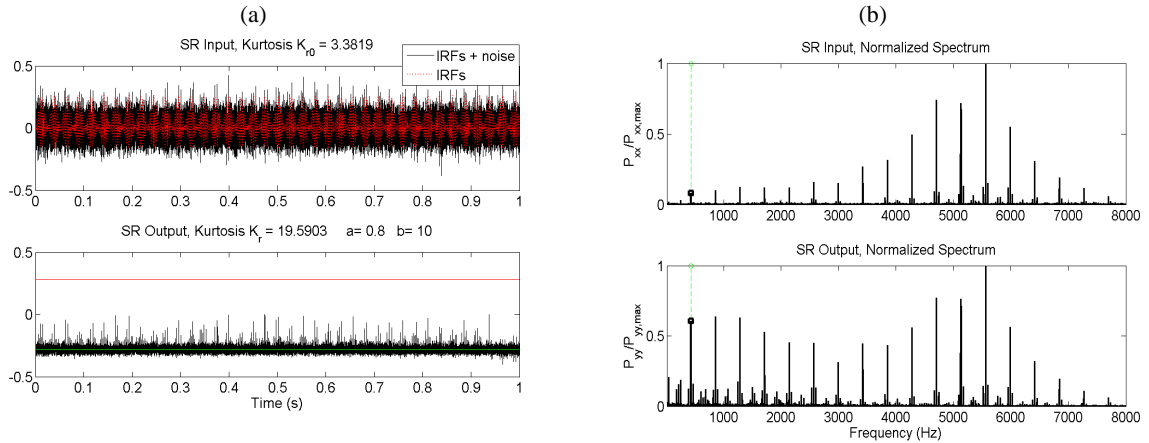 (a)
SR Input, Kurtosis K_r0 = 3.3819
IRFs + noise
IRFs
0.5
0
-0.5
0 0.1 0.2 0.3 0.4 0.5 0.6 0.7 0.8 0.9 1
SR Output, Kurtosis K_r = 19.5903 a= 0.8 b= 10
0.5
0
-0.5
0 0.1 0.2 0.3 0.4 0.5 0.6 0.7 0.8 0.9 1
Time (s)
(b)
SR Input, Normalized Spectrum
P_xx/P_xx,max
1
0.5
0
1000 2000 3000 4000 5000 6000 7000 8000
SR Output, Normalized Spectrum
P_yy/P_yy,max
1
0.5
0
1000 2000 3000 4000 5000 6000 7000 8000
Frequency (Hz)